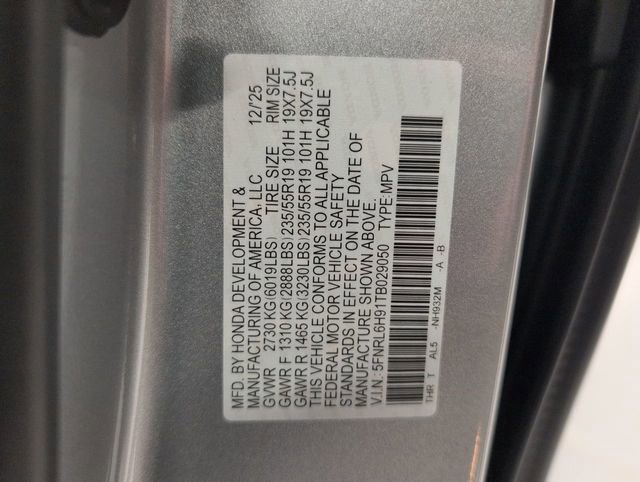 MFD. BY HONDA DEVELOPMENT &
MANUFACTURING OF AMERICA, LLC 12/'25
GVWR 2730 KG(6019LBS) TIRE SIZE RIM SIZE
GAWR F 1310 KG(2888LBS)235/55R19 101H 19X7.5J
GAWR R 1465 KG(3230LBS)235/55R19 101H 19X7.5J
THIS VEHICLE CONFORMS TO ALL APPLICABLE
FEDERAL MOTOR VEHICLE SAFETY
STANDARDS IN EFFECT ON THE DATE OF
MANUFACTURE SHOWN ABOVE.
V.I.N.: 5FNRL6H91TB029050 TYPE:MPV
THR T AL5 -NH932M -A -B